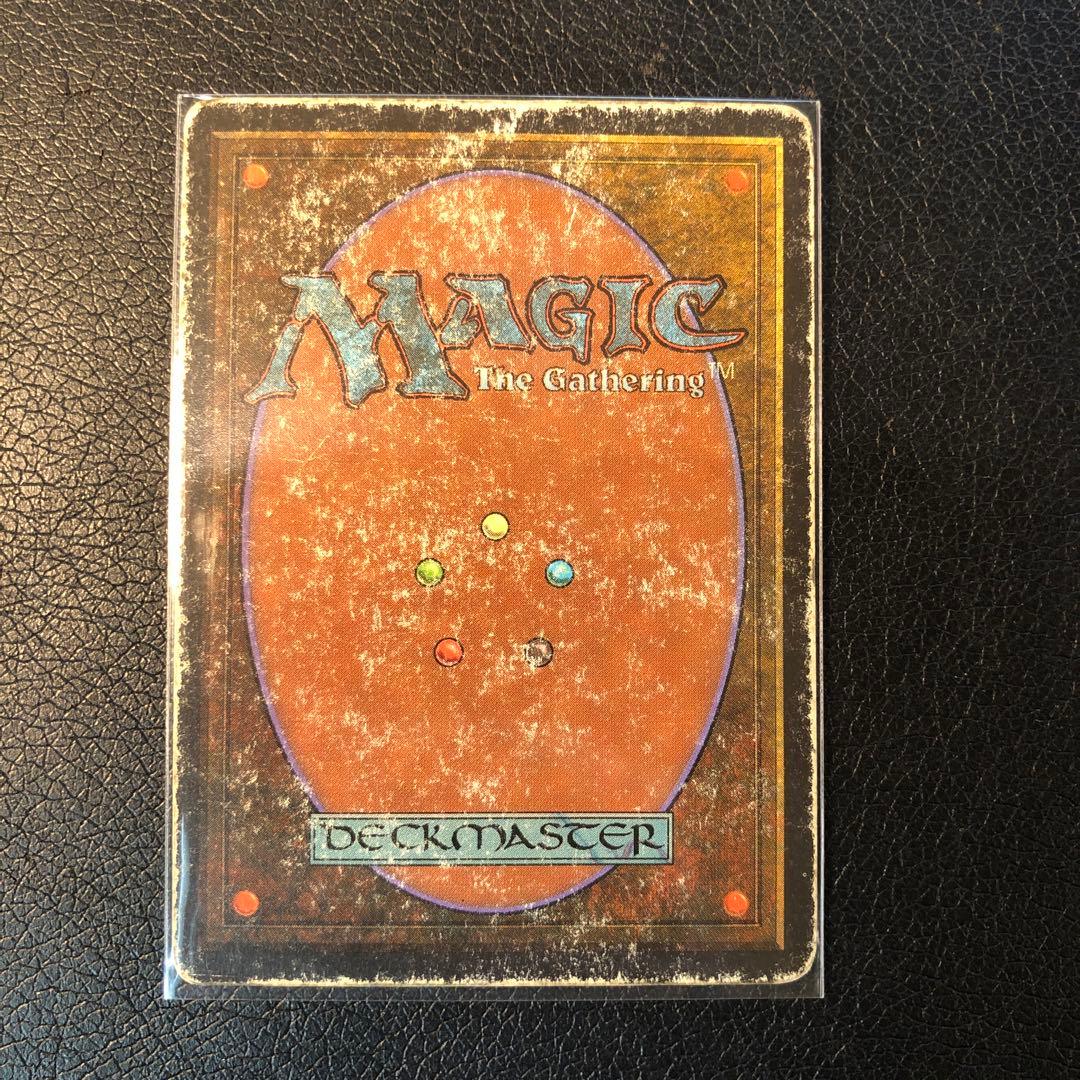 MAGIC
The Gathering™
DECKMASTER